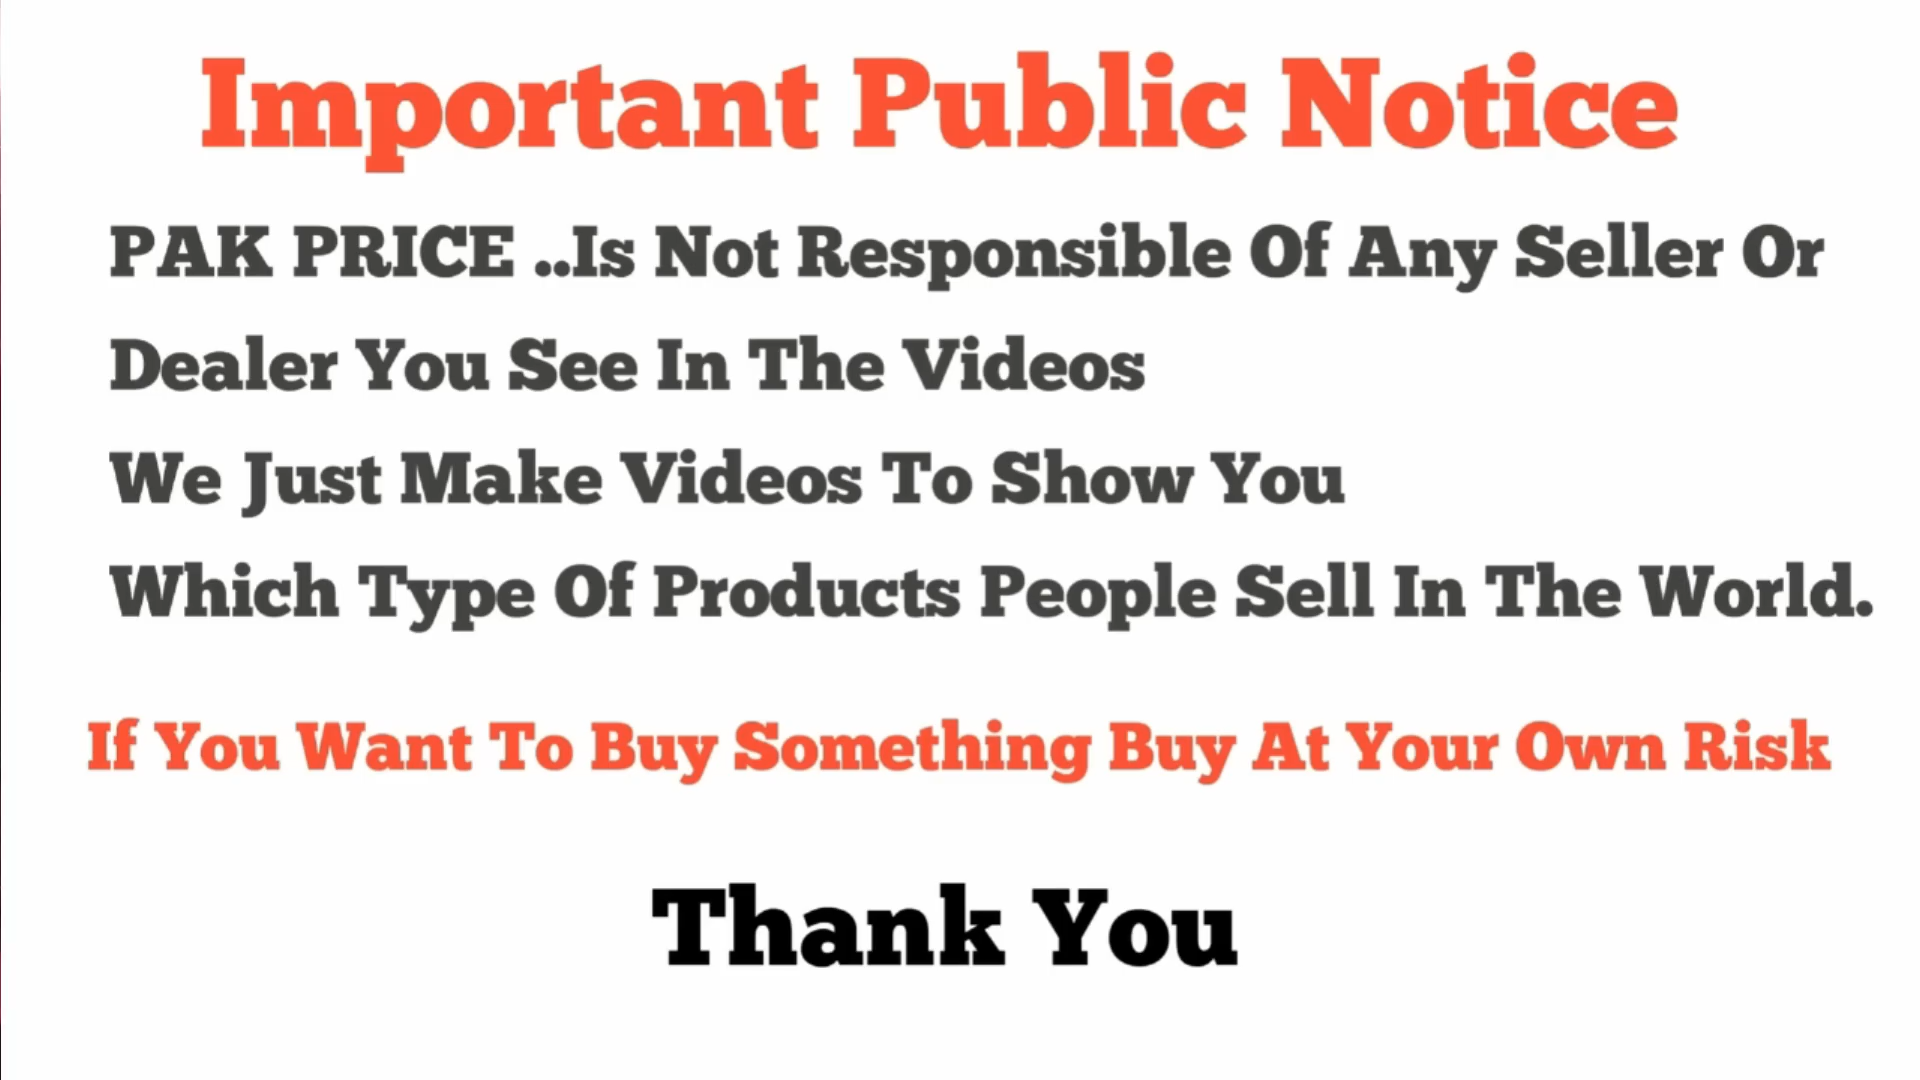 Important Public Notice
PAK PRICE ..Is Not Responsible Of Any Seller Or
Dealer You See In The Videos
We Just Make Videos To Show You
Which Type Of Products People Sell In The World.
If You Want To Buy Something Buy At Your Own Risk
Thank You